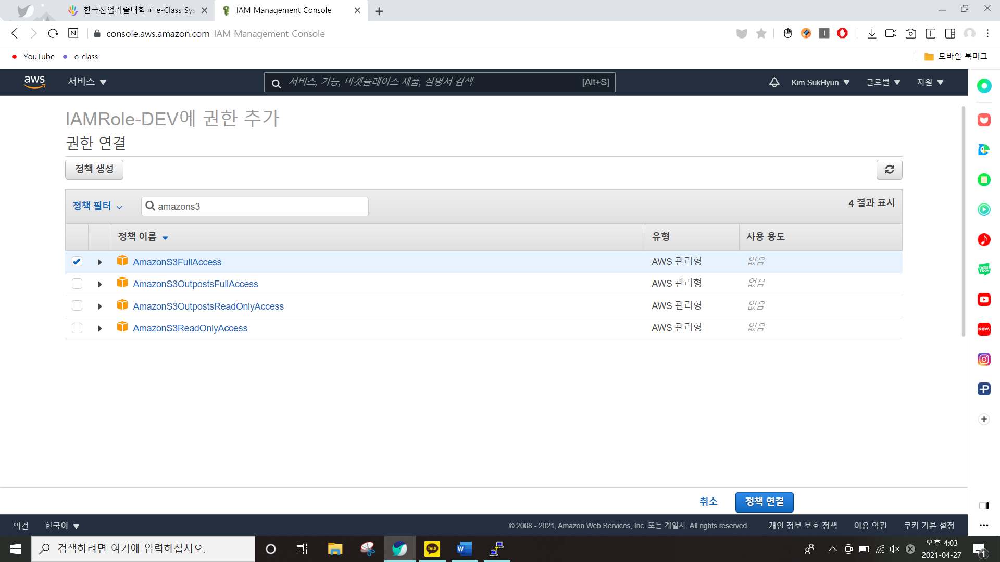 한국산업기술대학교 e-Class Sys
IAM Management Console
console.aws.amazon.com IAM Management Console
YouTube e-class 모바일 북마크
aws 서비스 서비스, 기능, 마켓플레이스 제품, 설명서 검색 [Alt+S] Kim SukHyun 글로벌 지원
IAMRole-DEV에 권한 추가
권한 연결
정책 생성
정책 필터 amazons3 4 결과 표시
정책 이름 유형 사용 용도
AmazonS3FullAccess AWS 관리형 없음
AmazonS3OutpostsFullAccess AWS 관리형 없음
AmazonS3OutpostsReadOnlyAccess AWS 관리형 없음
AmazonS3ReadOnlyAccess AWS 관리형 없음
WEB
TOON
NOW.
취소 정책 연결
의견 한국어 © 2008 - 2021, Amazon Web Services, Inc. 또는 계열사. All rights reserved. 개인 정보 보호 정책 이용 약관 쿠키 기본 설정
검색하려면 여기에 입력하십시오.
TALK
W
오후 4:03
2021-04-27
1